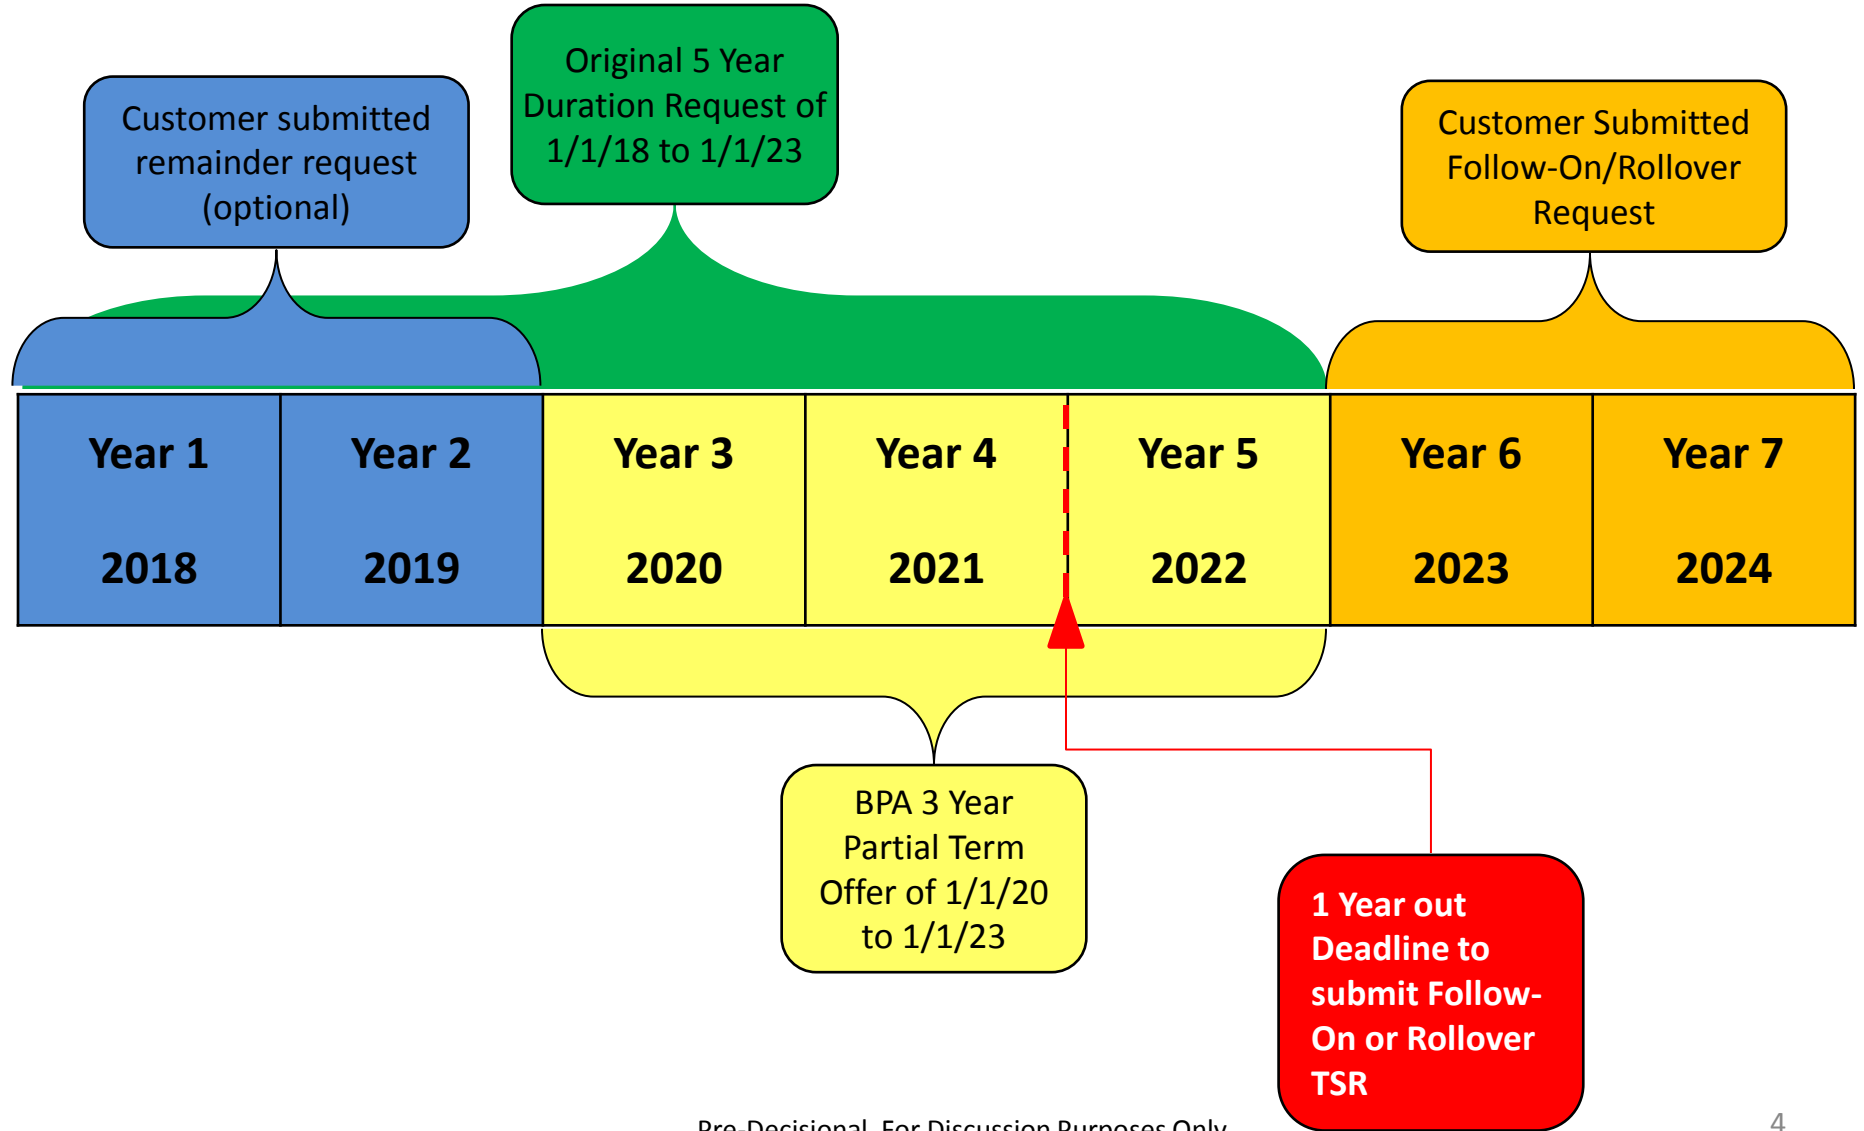 Original 5 Year
Duration Request of
1/1/18 to 1/1/23
Customer submitted
remainder request
(optional)
Customer Submitted
Follow-On/Rollover
Request
Year 1
Year 2
Year 3
Year 4
Year 5
Year 6
Year 7
2018
2019
2020
2021
2022
2023
2024
BPA 3 Year
Partial Term
Offer of 1/1/20
to 1/1/23
1 Year out
Deadline to
submit Follow-
On or Rollover
TSR
Pre-Decisional. For Discussion Purposes Only
4